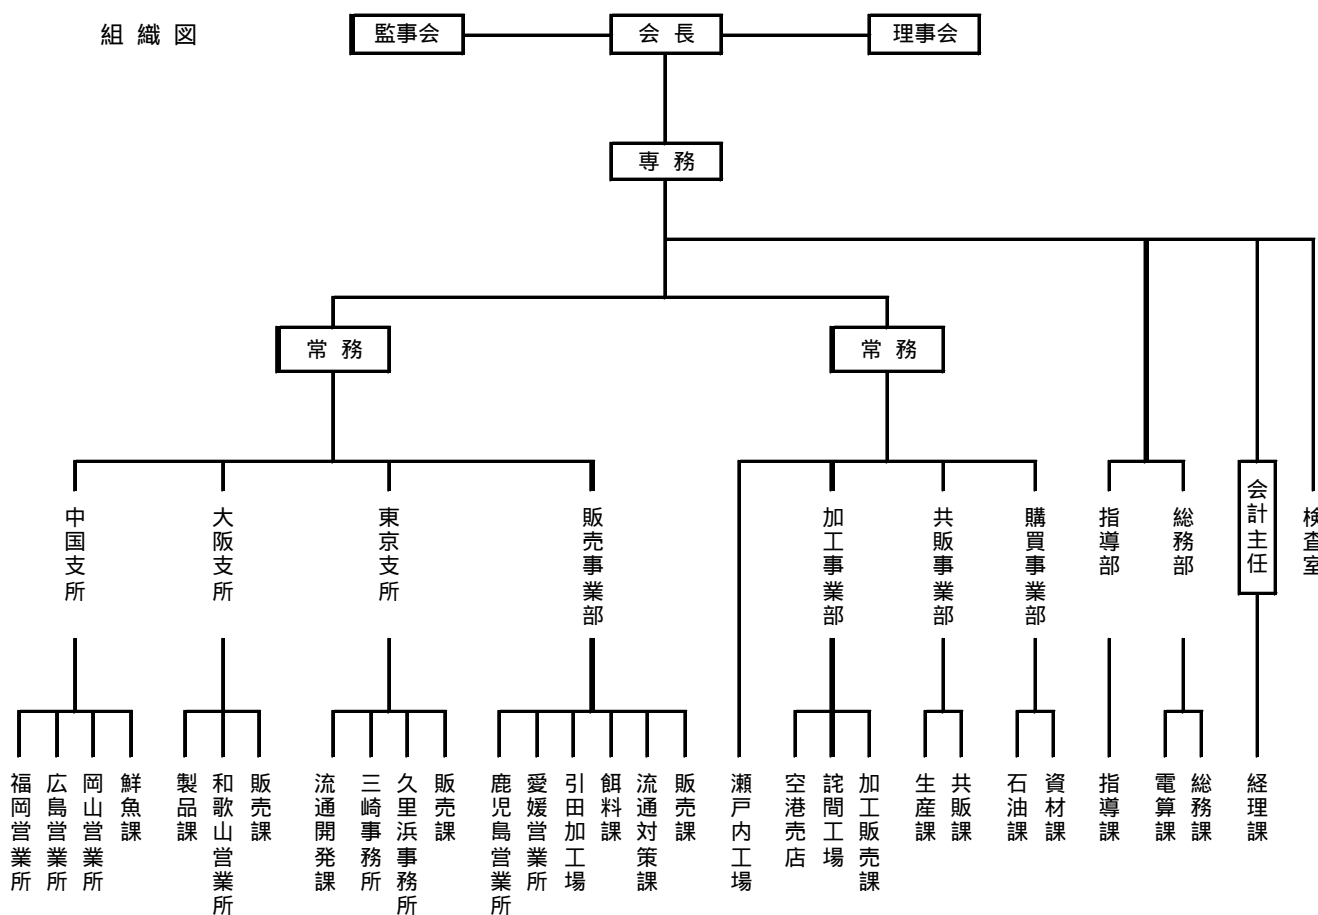 組織図
監事会
会長
理事会
専務
常務
常務
中国支所
大阪支所
東京支所
販売事業部
加工事業部
共販事業部
購買事業部
指導部
総務部
会計主任
検査室
福岡営業所
広島営業所
岡山営業所
鮮魚課
製品課
和歌山営業所
販売課
流通開発課
三崎事務所
久里浜事務所
販売課
鹿児島営業所
愛媛営業所
引田加工場
餌料課
流通対策課
販売課
瀬戸内工場
空港売店
詫間工場
加工販売課
生産課
共販課
石油課
資材課
指導課
電算課
総務課
経理課